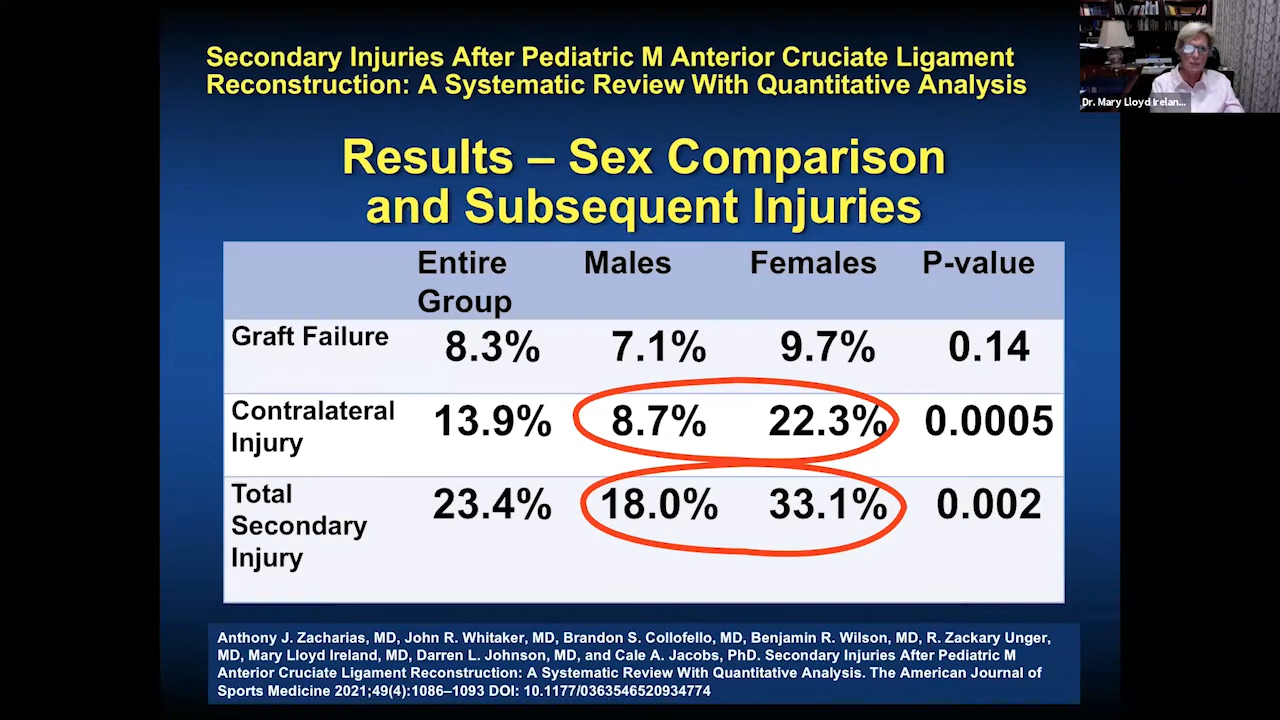 Secondary Injuries After Pediatric M Anterior Cruciate Ligament
Reconstruction: A Systematic Review With Quantitative Analysis
Dr. Mary Lloyd Irelan...
Results – Sex Comparison
and Subsequent Injuries
Entire Group Males Females P-value
Graft Failure 8.3% 7.1% 9.7% 0.14
Contralateral Injury 13.9% 8.7% 22.3% 0.0005
Total Secondary Injury 23.4% 18.0% 33.1% 0.002
Anthony J. Zacharias, MD, John R. Whitaker, MD, Brandon S. Collofello, MD, Benjamin R. Wilson, MD, R. Zackary Unger,
MD, Mary Lloyd Ireland, MD, Darren L. Johnson, MD, and Cale A. Jacobs, PhD. Secondary Injuries After Pediatric M
Anterior Cruciate Ligament Reconstruction: A Systematic Review With Quantitative Analysis. The American Journal of
Sports Medicine 2021;49(4):1086–1093 DOI: 10.1177/0363546520934774